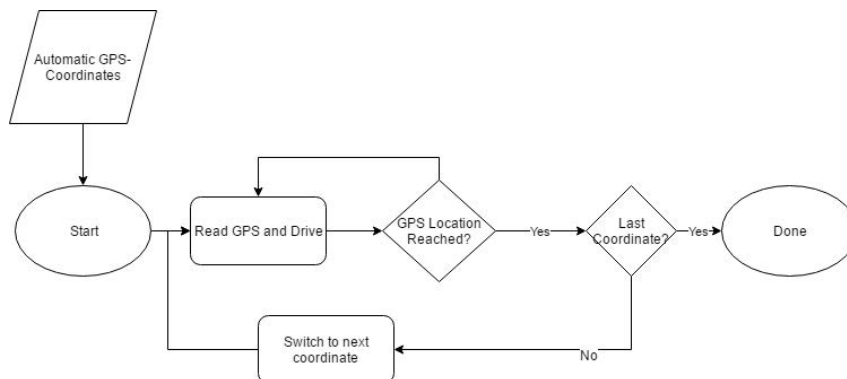 Automatic GPS-
Coordinates
Start
Read GPS and Drive
GPS Location
Reached?
Yes
Last
Coordinate?
Yes
Done
Switch to next
coordinate
No